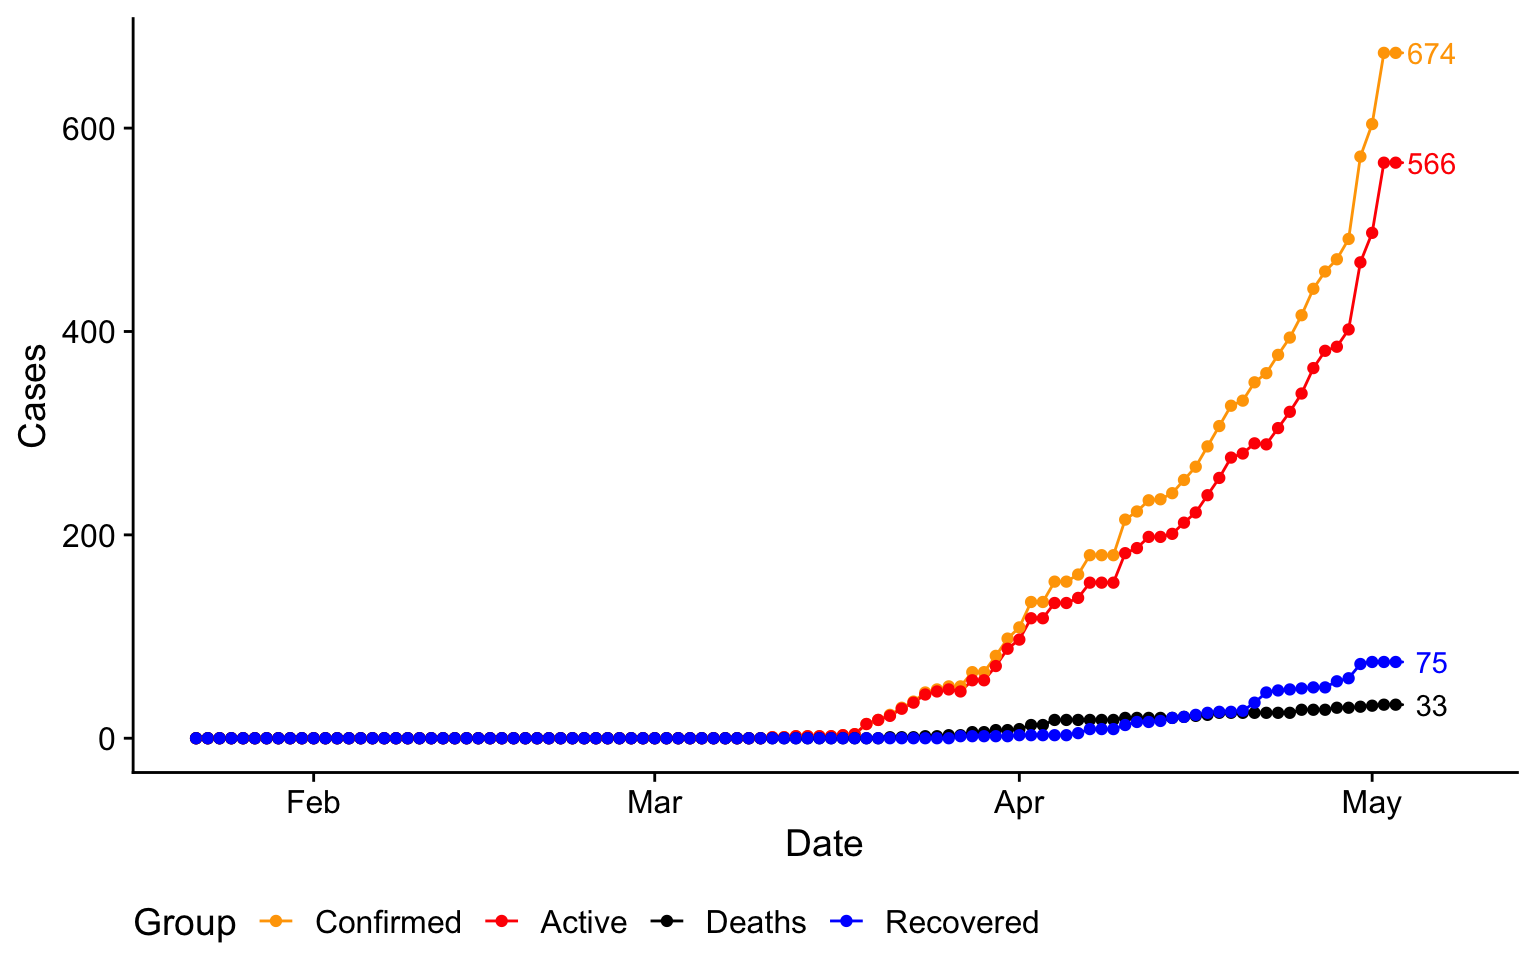 674
600
566
400
Cases
200
75
33
0
Feb Mar Apr May
Date
Group Confirmed Active Deaths Recovered